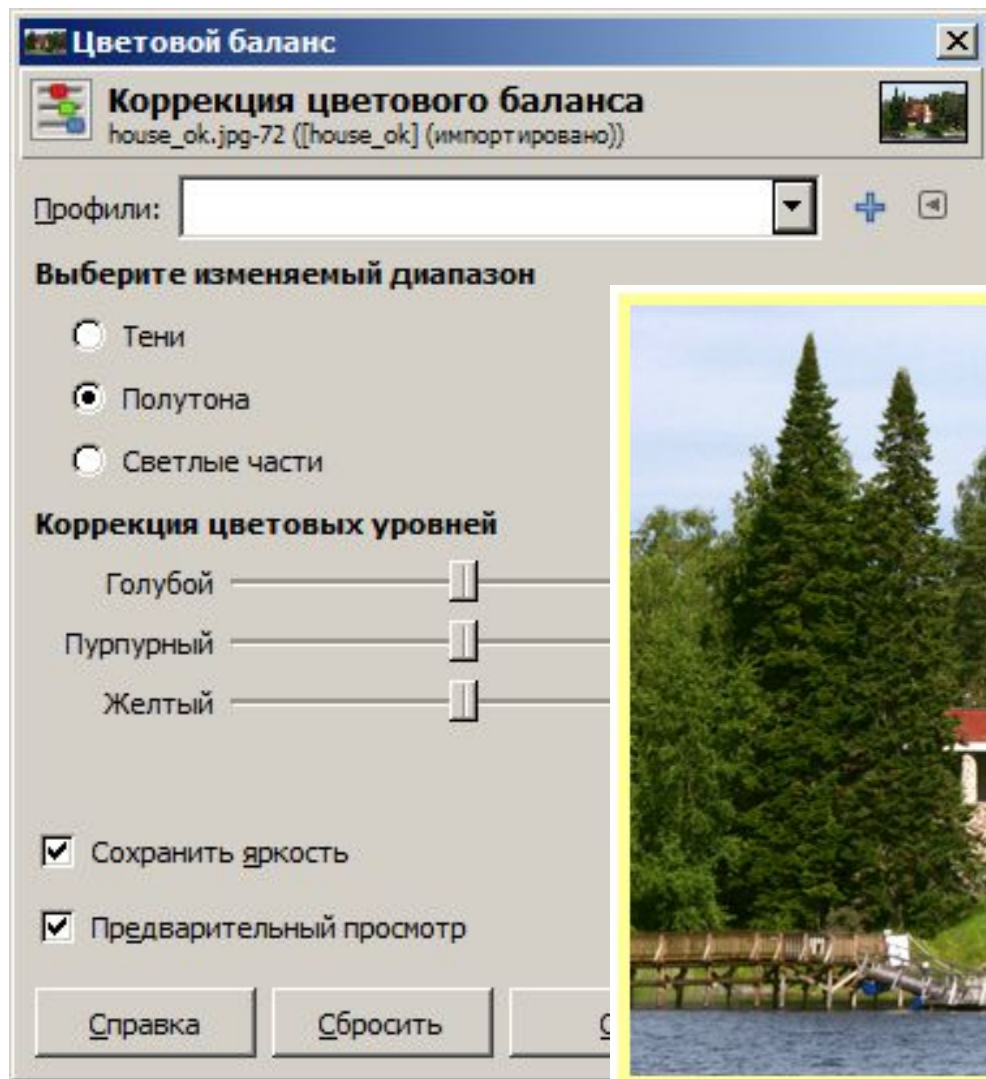 Цветовой баланс
Коррекция цветового баланса
house_ok.jpg-72 ([house_ok] (импортировано))
Профили:
Выберите изменяемый диапазон
Тени
Полутона
Светлые части
Коррекция цветовых уровней
Голубой
Пурпурный
Желтый
Сохранить яркость
Предварительный просмотр
Справка
Сбросить